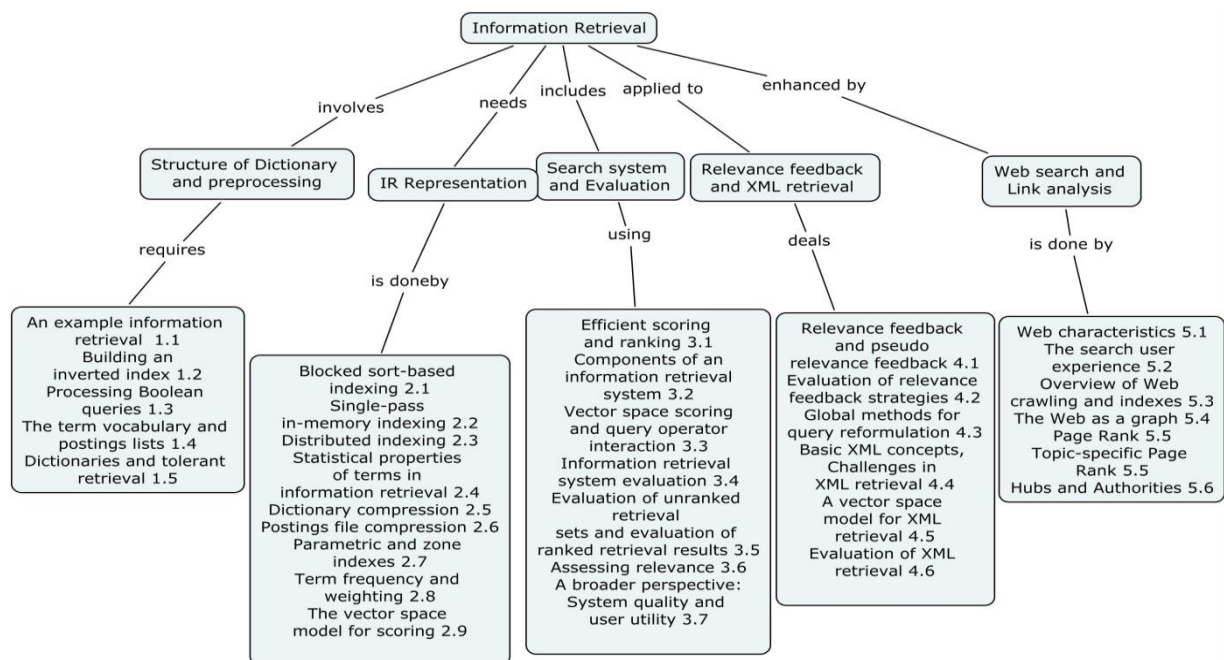 Information Retrieval
involves
needs
includes
applied to
enhanced by
Structure of Dictionary
and preprocessing
IR Representation
Search system
and Evaluation
Relevance feedback
and XML retrieval
Web search and
Link analysis
requires
is doneby
using
deals
is done by
An example information
retrieval 1.1
Building an
inverted index 1.2
Processing Boolean
queries 1.3
The term vocabulary and
postings lists 1.4
Dictionaries and tolerant
retrieval 1.5
Blocked sort-based
indexing 2.1
Single-pass
in-memory indexing 2.2
Distributed indexing 2.3
Statistical properties
of terms in
information retrieval 2.4
Dictionary compression 2.5
Postings file compression 2.6
Parametric and zone
indexes 2.7
Term frequency and
weighting 2.8
The vector space
model for scoring 2.9
Efficient scoring
and ranking 3.1
Components of an
information retrieval
system 3.2
Vector space scoring
and query operator
interaction 3.3
Information retrieval
system evaluation 3.4
Evaluation of unranked
retrieval
sets and evaluation of
ranked retrieval results 3.5
Assessing relevance 3.6
A broader perspective:
System quality and
user utility 3.7
Relevance feedback
and pseudo
relevance feedback 4.1
Evaluation of relevance
feedback strategies 4.2
Global methods for
query reformulation 4.3
Basic XML concepts,
Challenges in
XML retrieval 4.4
A vector space
model for XML
retrieval 4.5
Evaluation of XML
retrieval 4.6
Web characteristics 5.1
The search user
experience 5.2
Overview of Web
crawling and indexes 5.3
The Web as a graph 5.4
Page Rank 5.5
Topic-specific Page
Rank 5.5
Hubs and Authorities 5.6